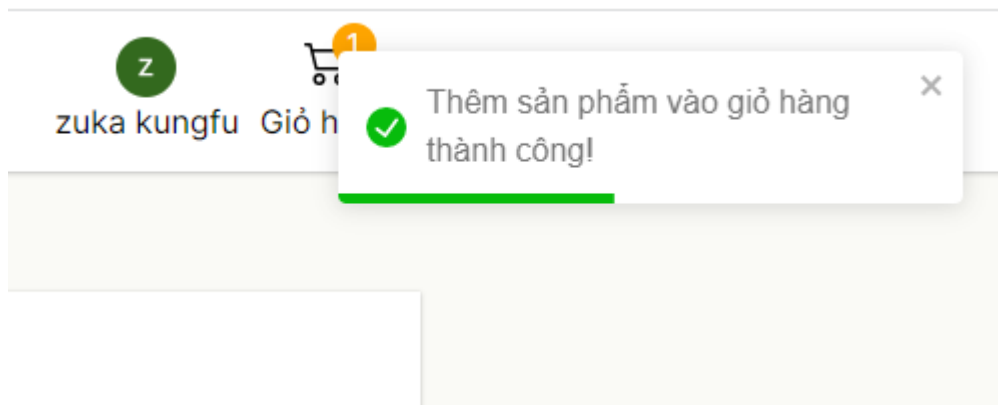 1
Z
zuka kungfu Giỏ h
Thêm sản phẩm vào giỏ hàng
thành công!